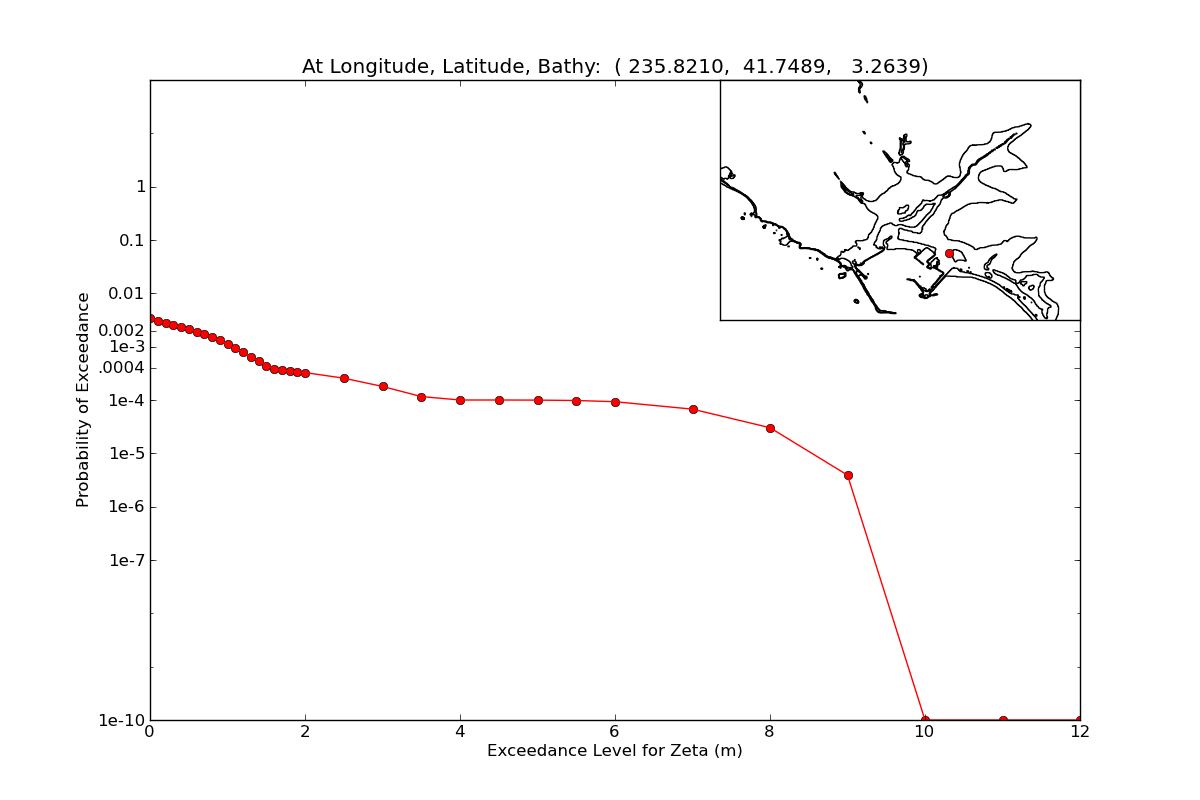 At Longitude, Latitude, Bathy:  ( 235.8210,  41.7489,   3.2639)
Probability of Exceedance
1
0.1
0.01
0.002
1e-3
.0004
1e-4
1e-5
1e-6
1e-7
1e-10
0 2 4 6 8 10 12
Exceedance Level for Zeta (m)